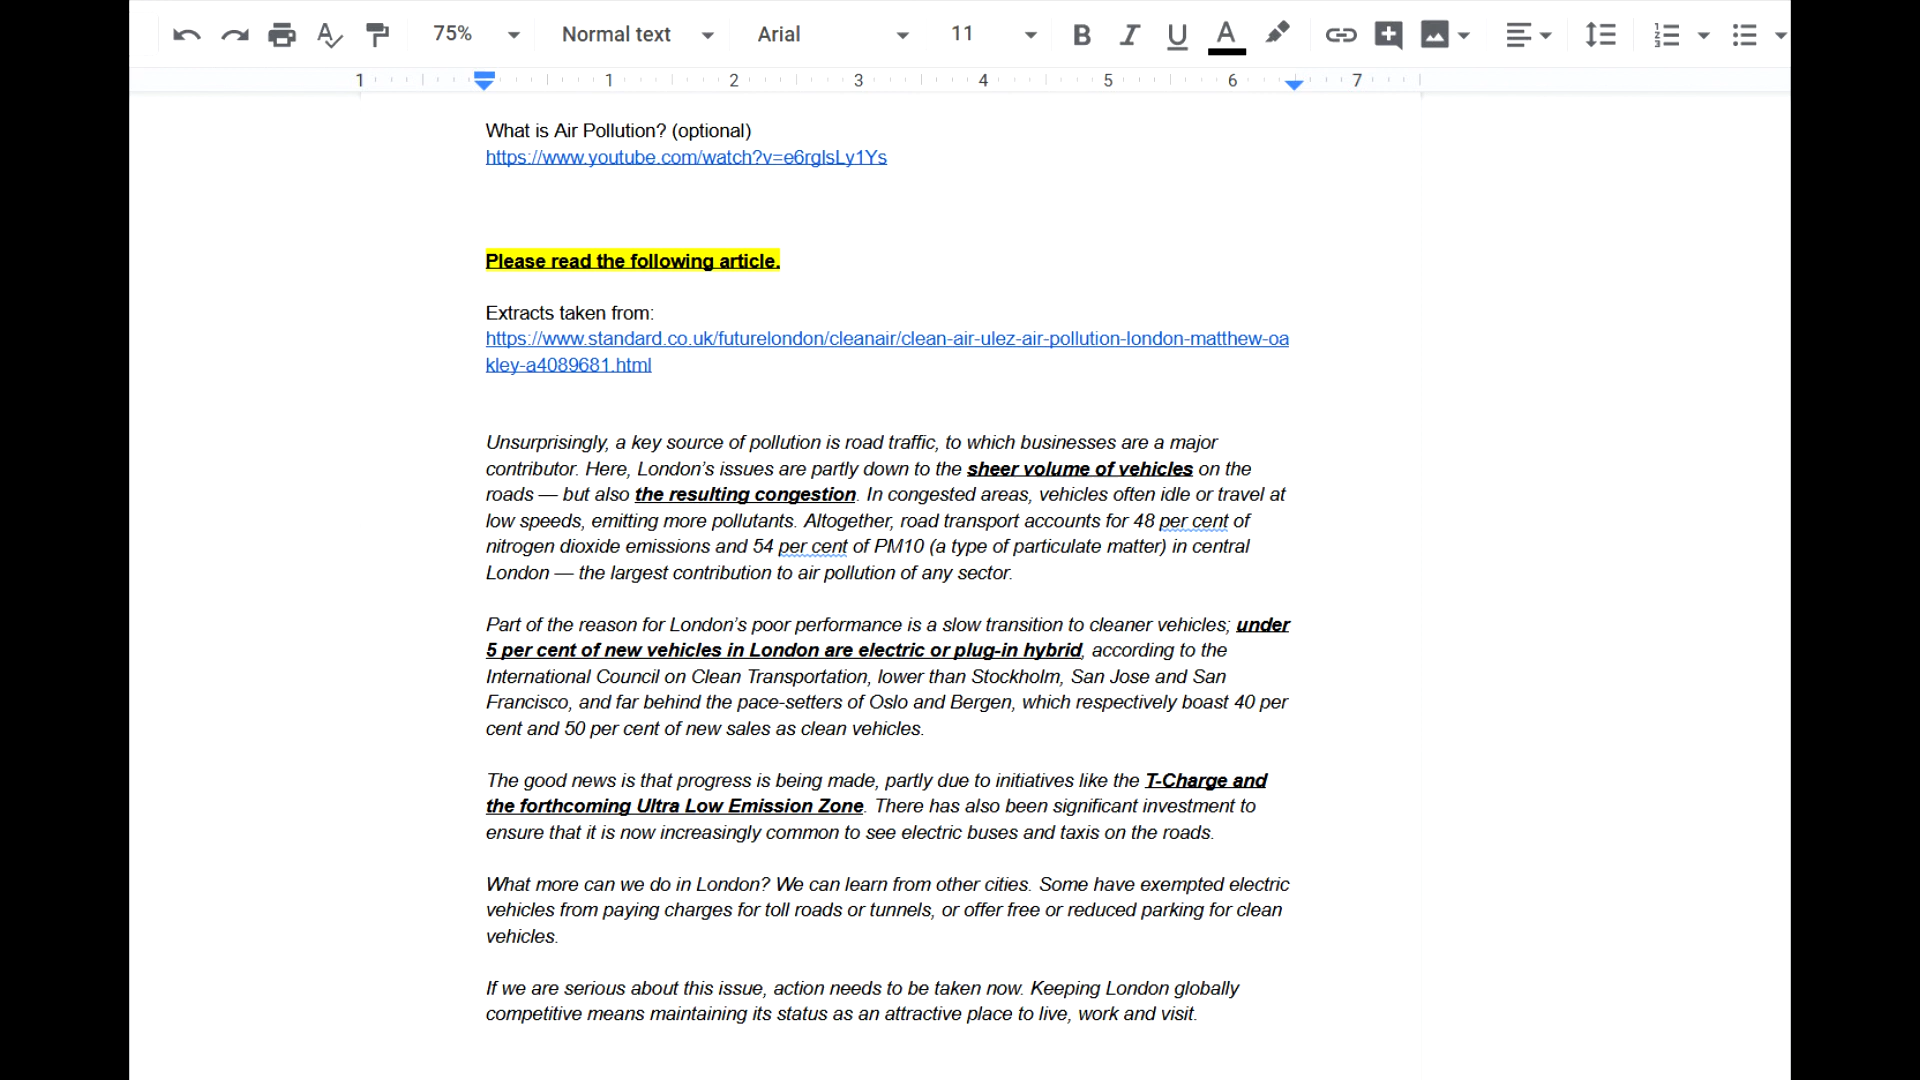 75% Normal text Arial 11
1 1 2 3 4 5 6 7
What is Air Pollution? (optional)
https://www.youtube.com/watch?v=e6rglsLy1Ys
Please read the following article.
Extracts taken from:
https://www.standard.co.uk/futurelondon/cleanair/clean-air-ulez-air-pollution-london-matthew-oa
kley-a4089681.html
Unsurprisingly, a key source of pollution is road traffic, to which businesses are a major
contributor. Here, London’s issues are partly down to the sheer volume of vehicles on the
roads — but also the resulting congestion. In congested areas, vehicles often idle or travel at
low speeds, emitting more pollutants. Altogether, road transport accounts for 48 per cent of
nitrogen dioxide emissions and 54 per cent of PM10 (a type of particulate matter) in central
London — the largest contribution to air pollution of any sector.
Part of the reason for London’s poor performance is a slow transition to cleaner vehicles; under
5 per cent of new vehicles in London are electric or plug-in hybrid, according to the
International Council on Clean Transportation, lower than Stockholm, San Jose and San
Francisco, and far behind the pace-setters of Oslo and Bergen, which respectively boast 40 per
cent and 50 per cent of new sales as clean vehicles.
The good news is that progress is being made, partly due to initiatives like the T-Charge and
the forthcoming Ultra Low Emission Zone. There has also been significant investment to
ensure that it is now increasingly common to see electric buses and taxis on the roads.
What more can we do in London? We can learn from other cities. Some have exempted electric
vehicles from paying charges for toll roads or tunnels, or offer free or reduced parking for clean
vehicles.
If we are serious about this issue, action needs to be taken now. Keeping London globally
competitive means maintaining its status as an attractive place to live, work and visit.